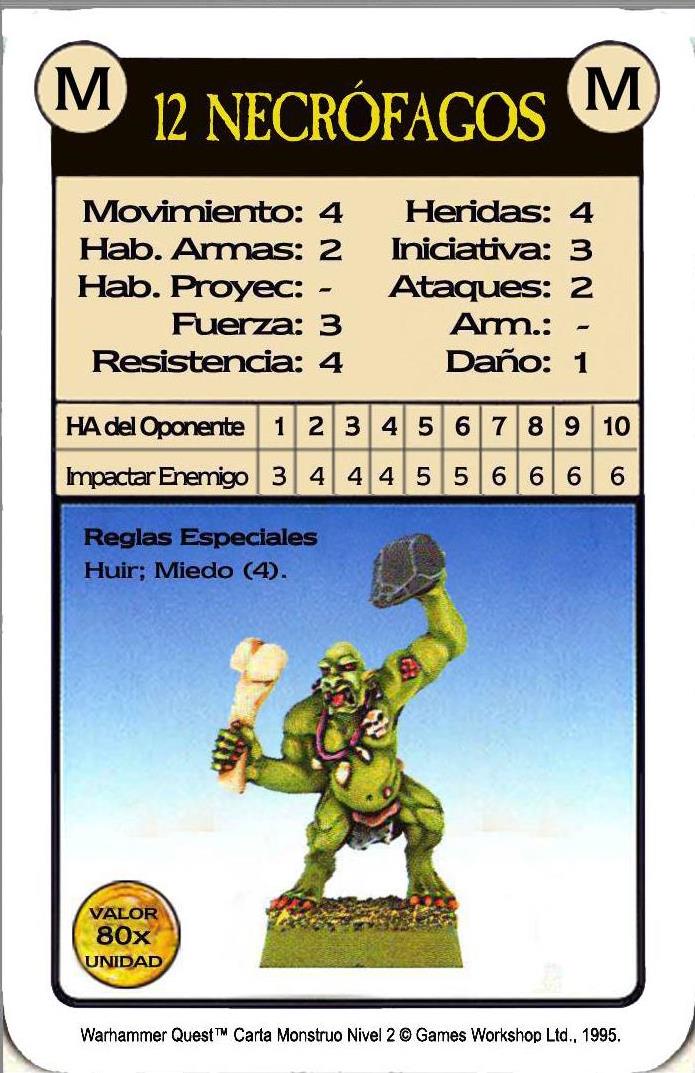 M M
12 NECRÓFAGOS
Movimiento: 4 Heridas: 4
Hab. Armas: 2 Iniciativa: 3
Hab. Proyec: - Ataques: 2
Fuerza: 3 Arm.: -
Resistencia: 4 Daño: 1
HA del Oponente 1 2 3 4 5 6 7 8 9 10
Impactar Enemigo 3 4 4 4 5 5 6 6 6 6
Reglas Especiales
Huir; Miedo (4).
VALOR
80x
UNIDAD
Warhammer Quest™ Carta Monstruo Nivel 2 © Games Workshop Ltd., 1995.